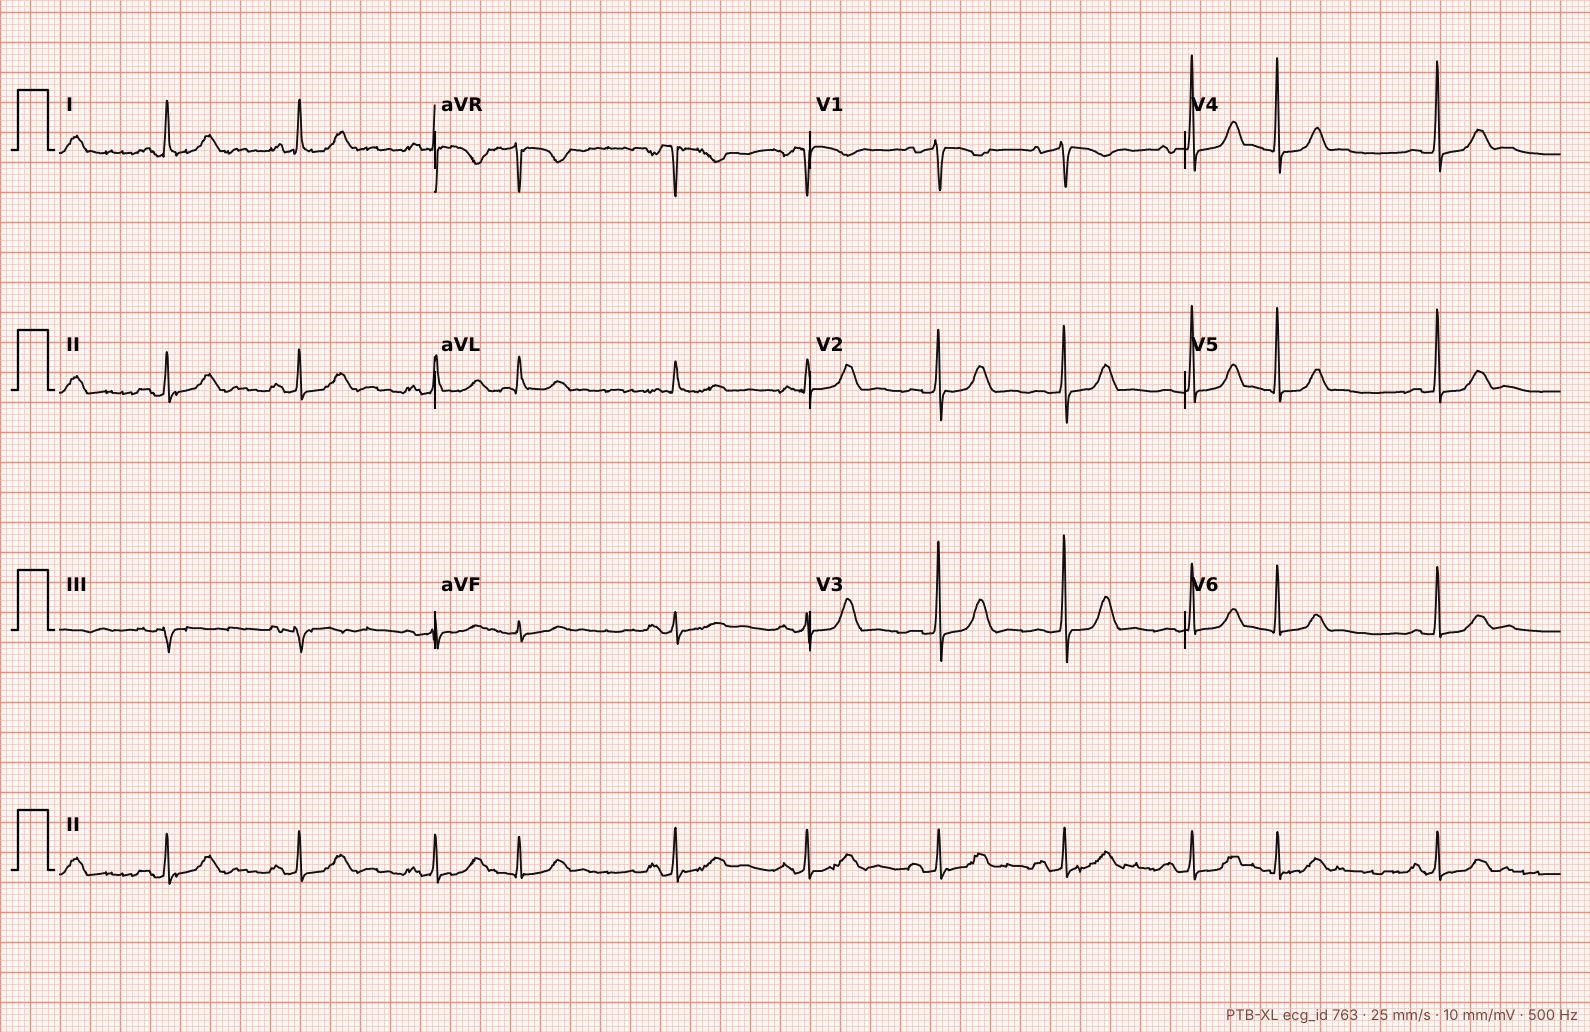 I aVR V1 V4
II aVL V2 V5
III aVF V3 V6
II
PTB-XL ecg_id 763 · 25 mm/s · 10 mm/mV · 500 Hz